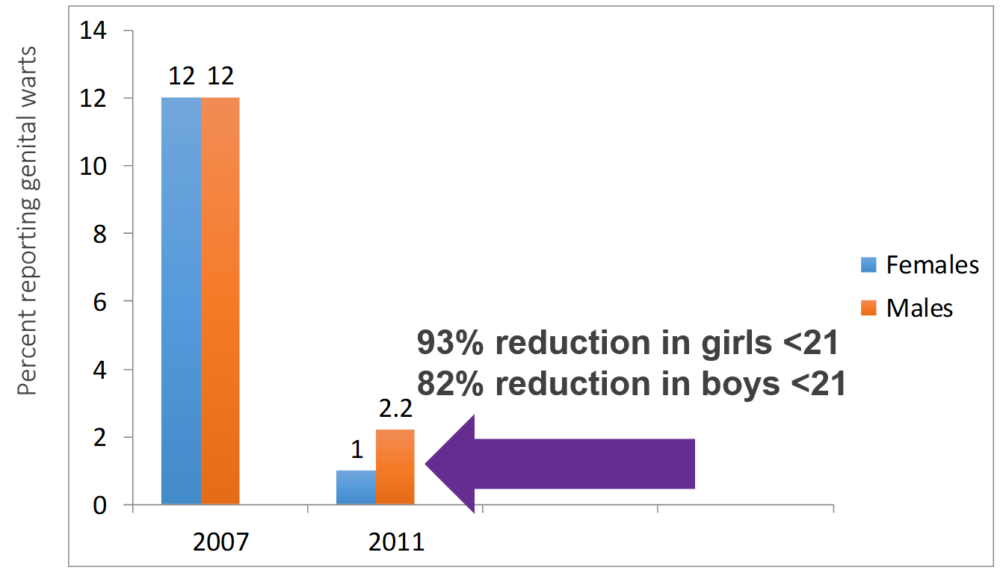 Percent reporting genital warts
14
12
10
8
6
4
2
0
12 12
1
2.2
2007
2011
93% reduction in girls <21
82% reduction in boys <21
Females
Males